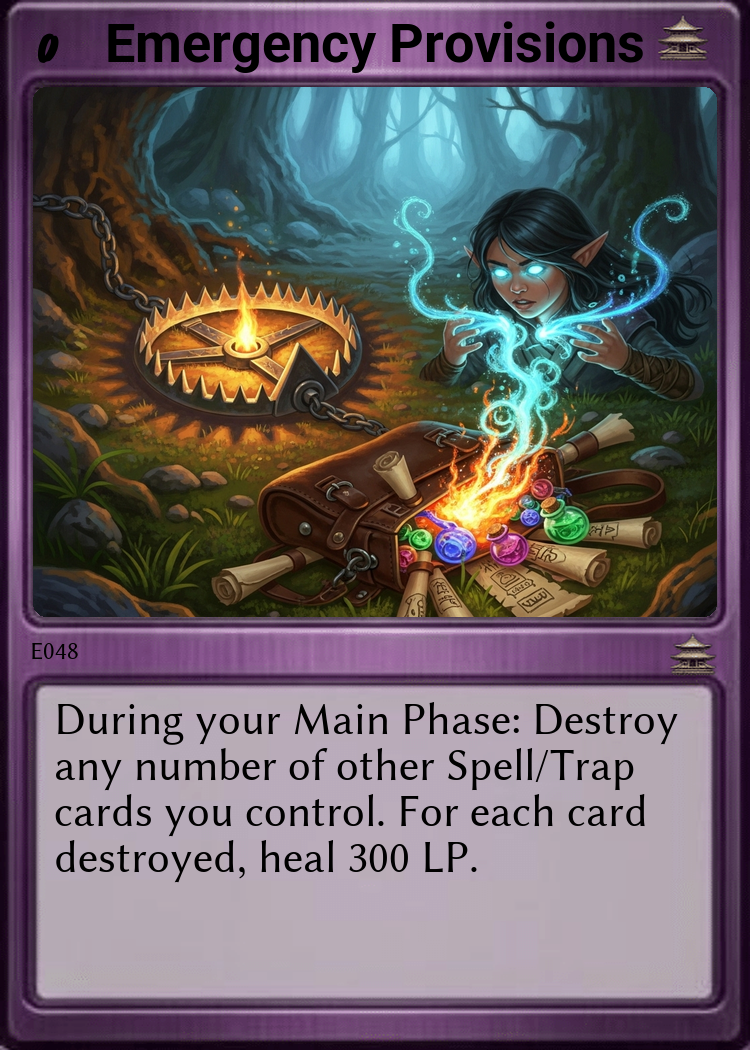 0 Emergency Provisions
E048
During your Main Phase: Destroy
any number of other Spell/Trap
cards you control. For each card
destroyed, heal 300 LP.